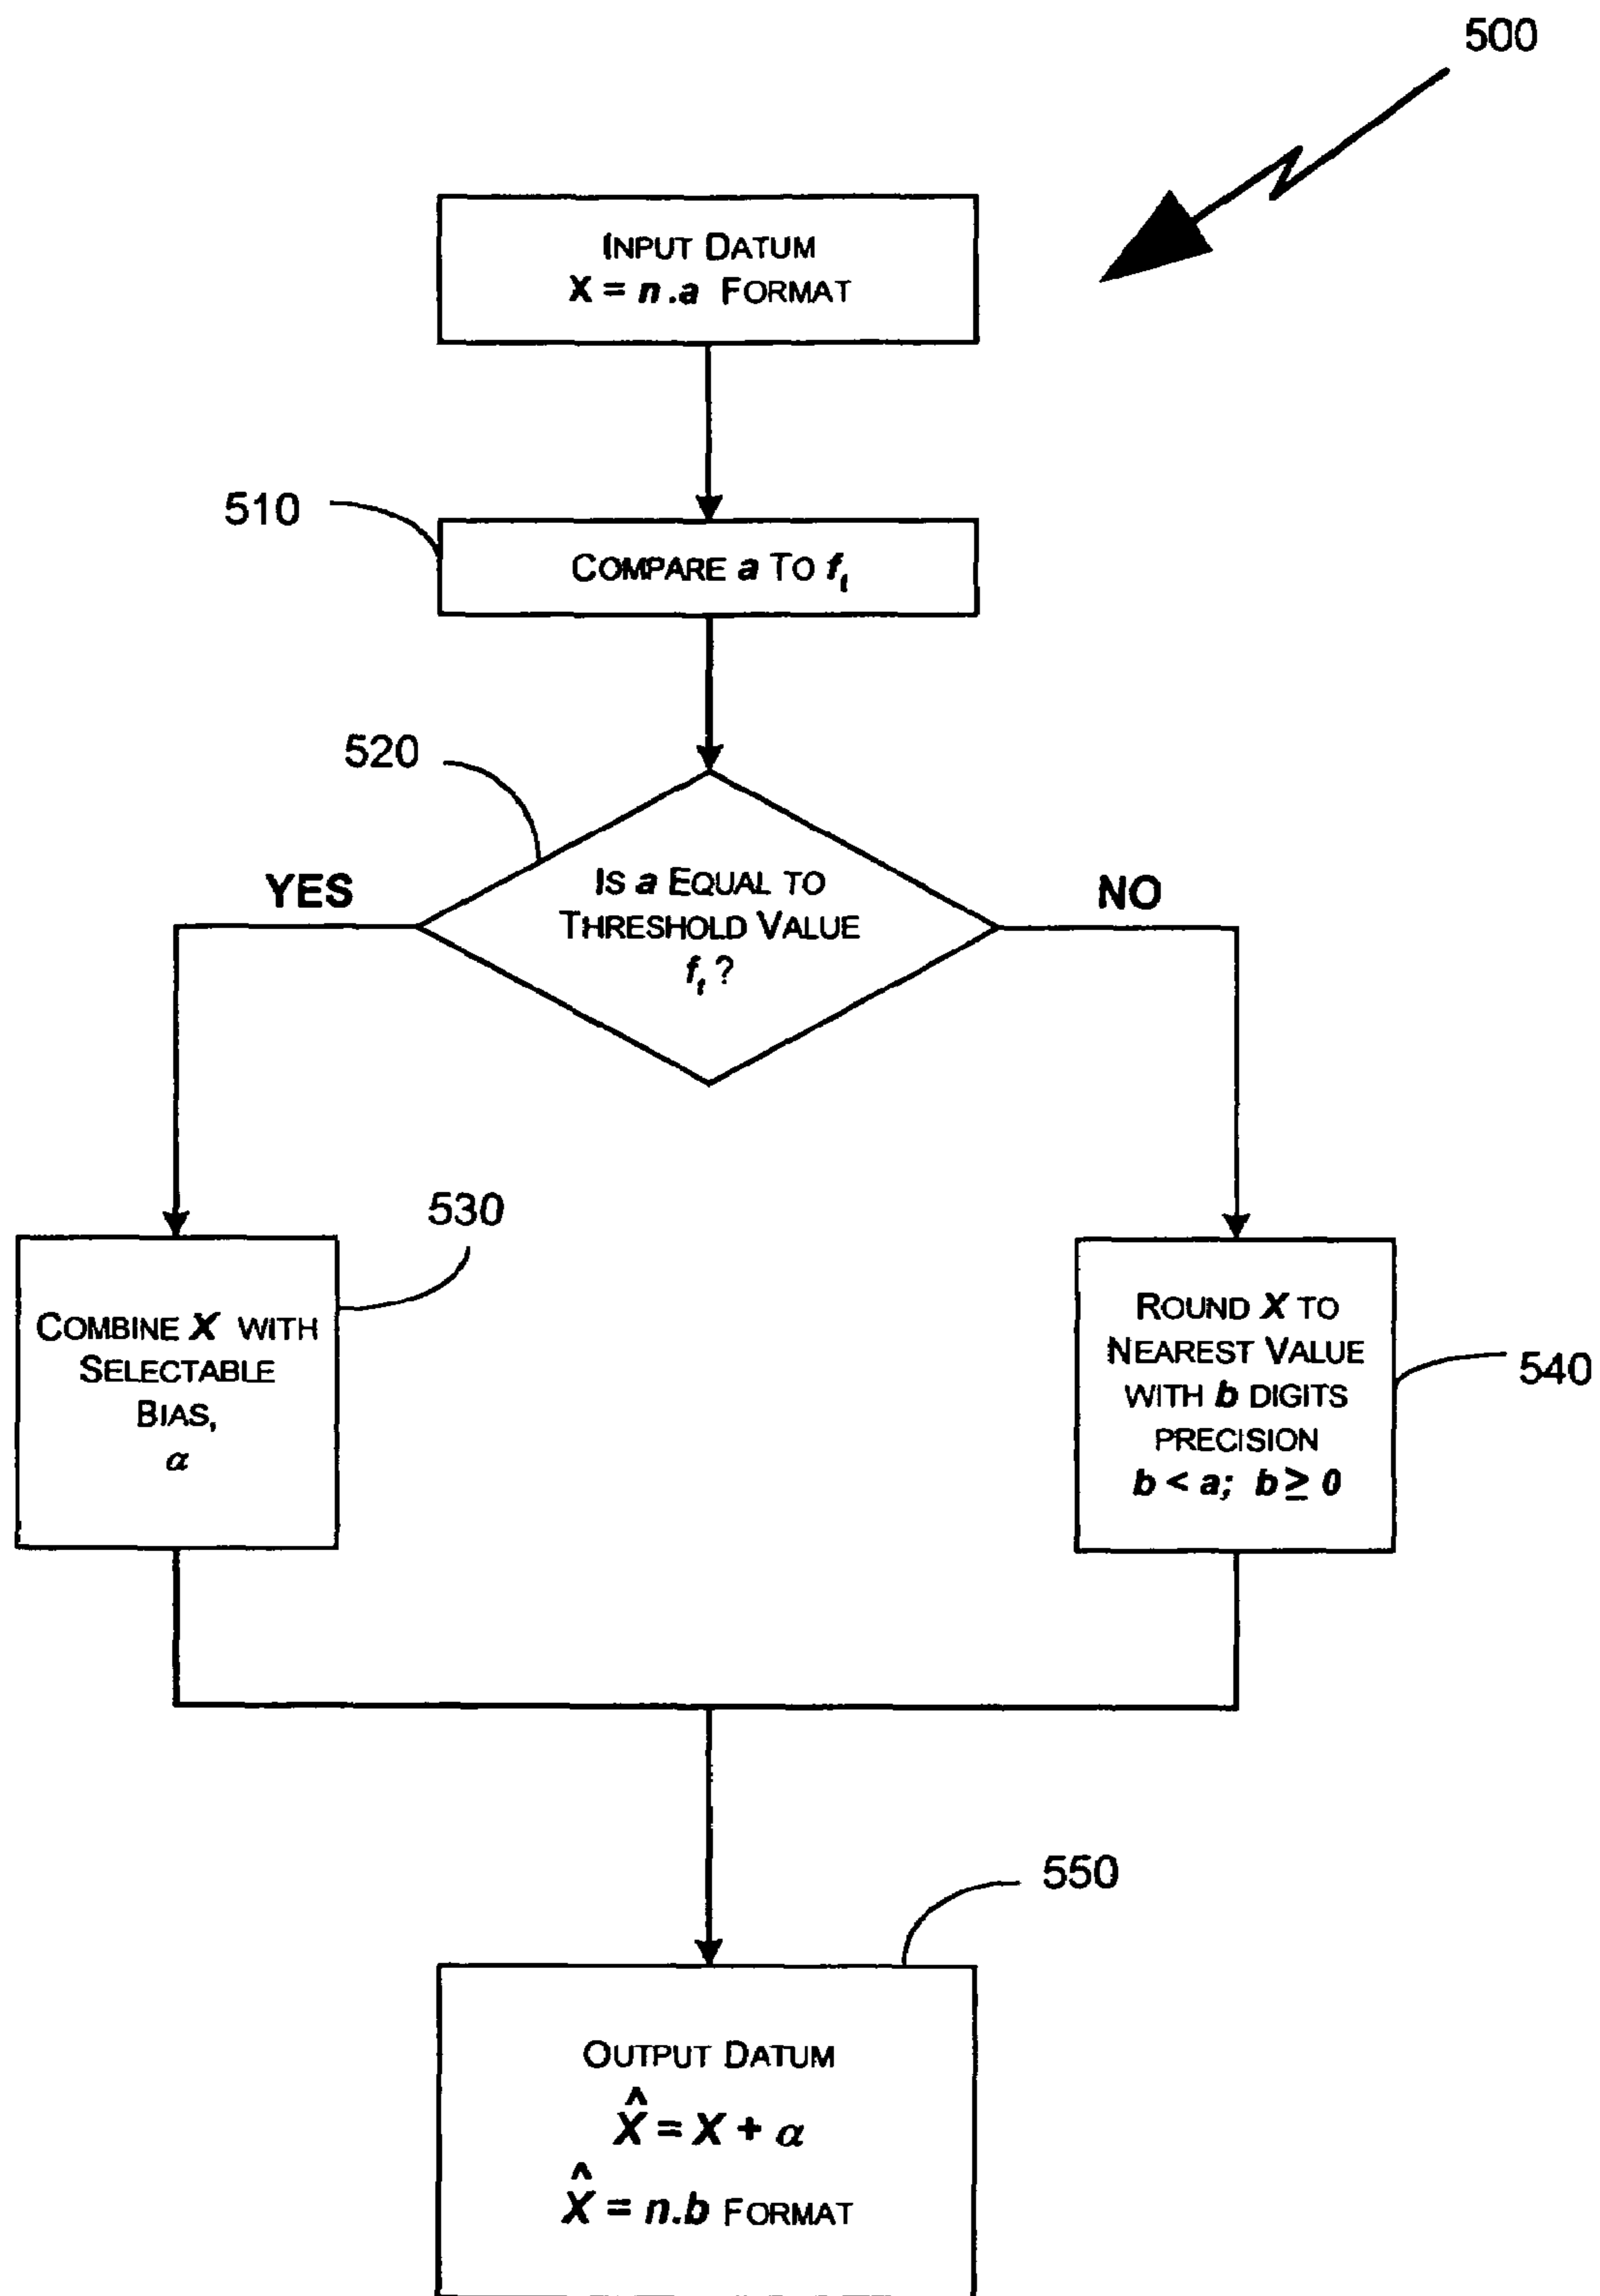 500
INPUT DATUM
X = n.a FORMAT
510
COMPARE a TO fₜ
520
YES
IS a EQUAL TO
THRESHOLD VALUE
fₜ ?
NO
530
COMBINE X WITH
SELECTABLE
BIAS,
α
ROUND X TO
NEAREST VALUE
WITH b DIGITS
PRECISION
b < a; b ≥ 0
540
550
OUTPUT DATUM
X̂ = X + α
X̂ = n.b FORMAT